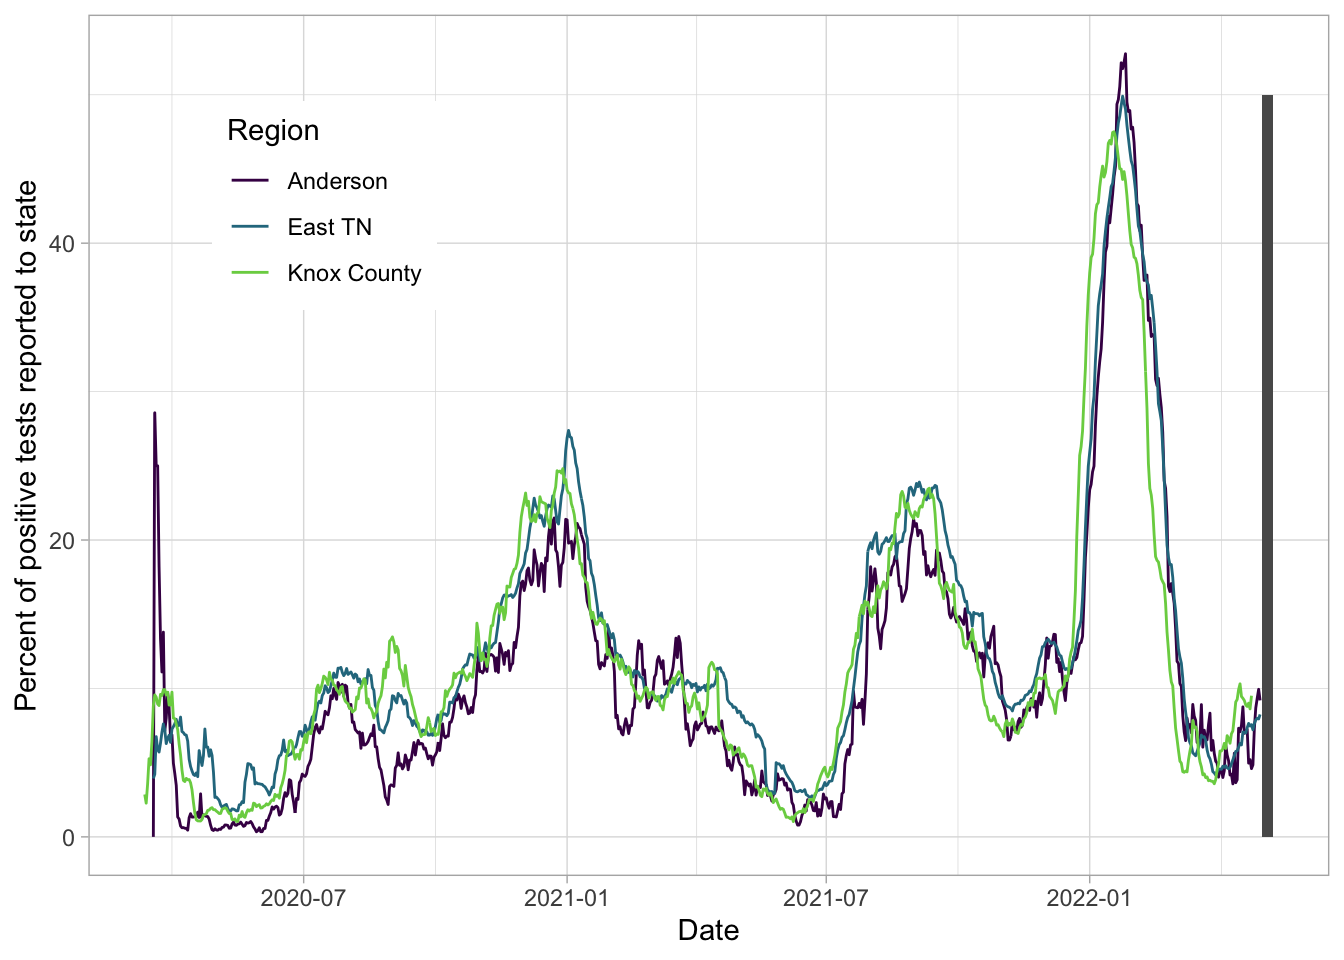 Region
Anderson
East TN
Knox County
Percent of positive tests reported to state
40
20
0
2020-07
2021-01
2021-07
2022-01
Date